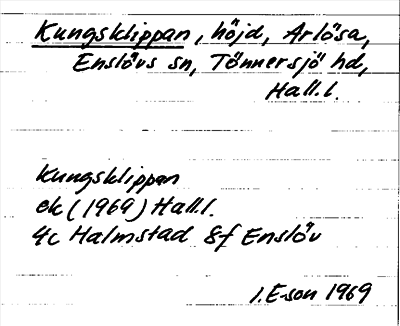 Kungsklippan, höjd, Arlösa,
Enslövs sn, Tönnersjö hd,
Hall.l.
Kungsklippan
ek (1969) Hall.l.
4c Halmstad 8f Enslöv
I.E-son 1969